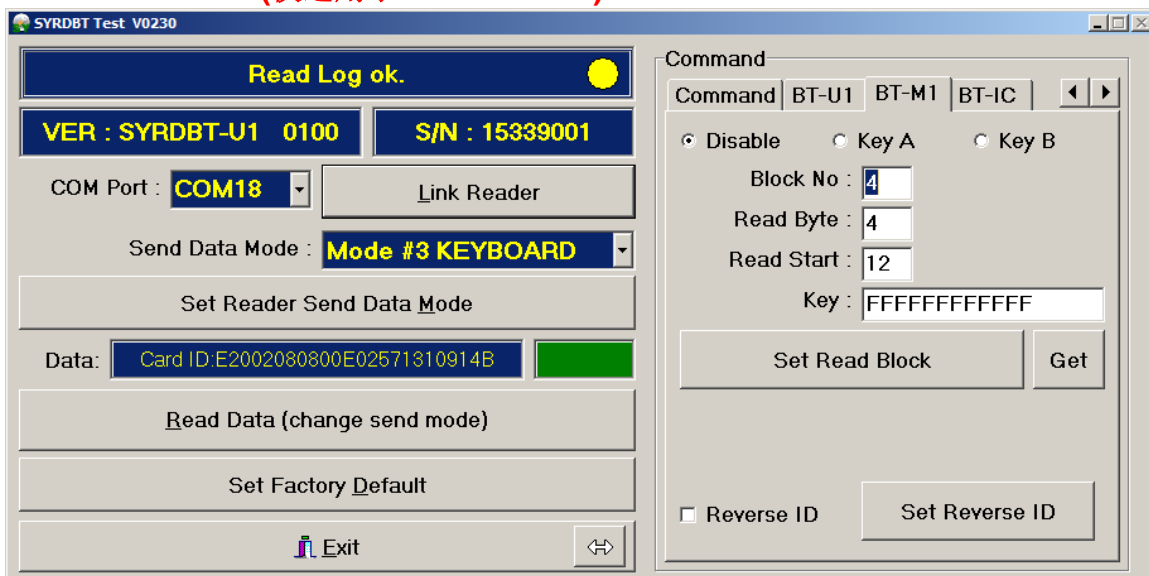 SYRDBT Test V0230
Read Log ok.
VER : SYRDBT-U1 0100
S/N : 15339001
COM Port : COM18
Link Reader
Send Data Mode : Mode #3 KEYBOARD
Set Reader Send Data Mode
Data: Card ID:E2002080800E02571310914B
Read Data (change send mode)
Set Factory Default
Exit
Command
Command BT-U1 BT-M1 BT-IC
Disable Key A Key B
Block No : 4
Read Byte : 4
Read Start : 12
Key : FFFFFFFFFFFF
Set Read Block
Get
Reverse ID
Set Reverse ID